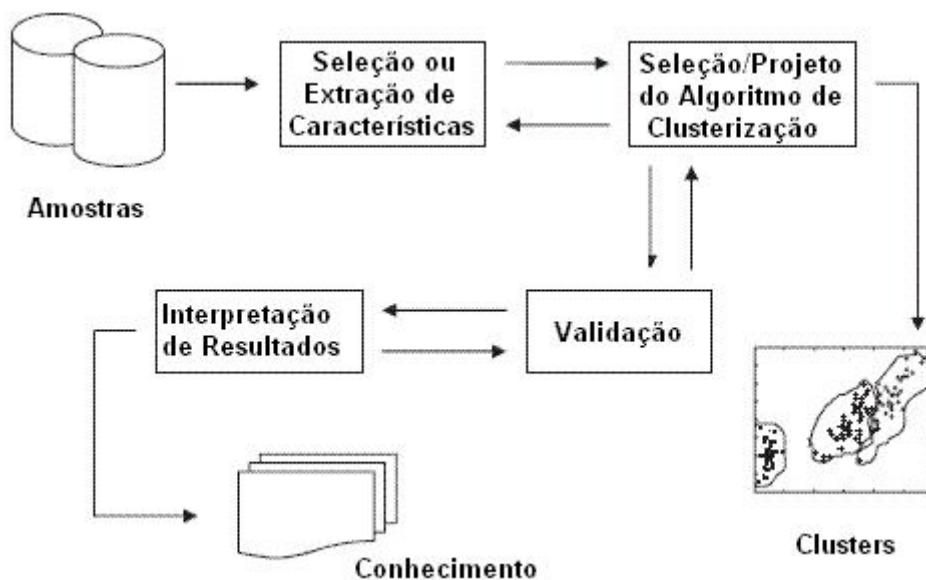 Seleção ou
Extração de
Características
Seleção/Projeto
do Algoritmo de
Clusterização
Amostras
Interpretação
de Resultados
Validação
Clusters
Conhecimento